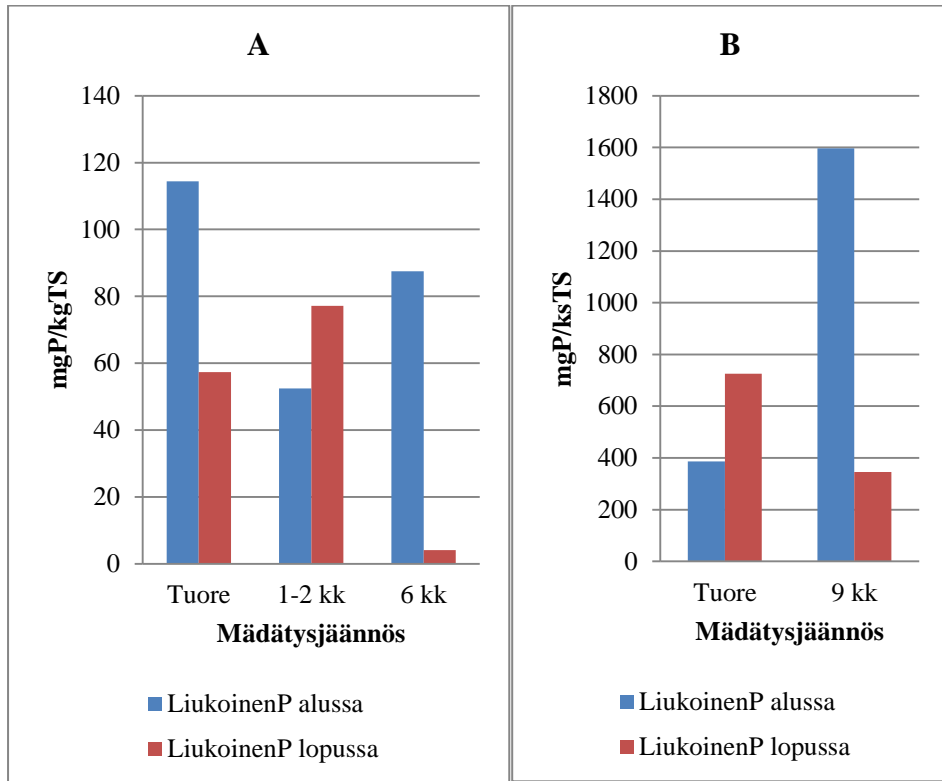 A
mgP/kgTS
140
120
100
80
60
40
20
0
Tuore 1-2 kk 6 kk
Mädätysjäännös
LiukoinenP alussa
LiukoinenP lopussa
B
mgP/ksTS
1800
1600
1400
1200
1000
800
600
400
200
0
Tuore 9 kk
Mädätysjäännös
LiukoinenP alussa
LiukoinenP lopussa